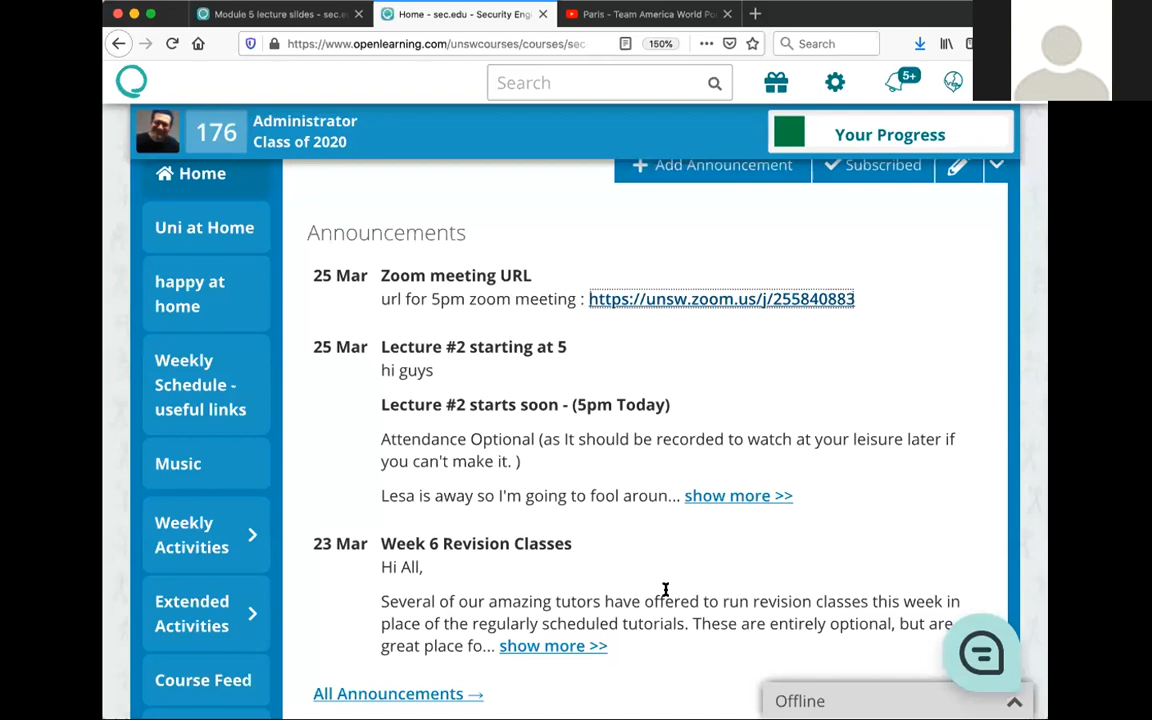 Module 5 lecture slides - sec.e
Home - sec.edu - Security Eng
Paris - Team America World Po
https://www.openlearning.com/unswcourses/courses/sec
150%
Search
Search
5+
176
Administrator
Class of 2020
Your Progress
Home
Add Announcement
Subscribed
Uni at Home
happy at
home
Weekly
Schedule -
useful links
Music
Weekly
Activities
Extended
Activities
Course Feed
Announcements
25 Mar Zoom meeting URL
url for 5pm zoom meeting : https://unsw.zoom.us/j/255840883
25 Mar Lecture #2 starting at 5
hi guys
Lecture #2 starts soon - (5pm Today)
Attendance Optional (as It should be recorded to watch at your leisure later if
you can't make it. )
Lesa is away so I'm going to fool aroun... show more >>
23 Mar Week 6 Revision Classes
Hi All,
Several of our amazing tutors have offered to run revision classes this week in
place of the regularly scheduled tutorials. These are entirely optional, but are
great place fo... show more >>
All Announcements →
Offline